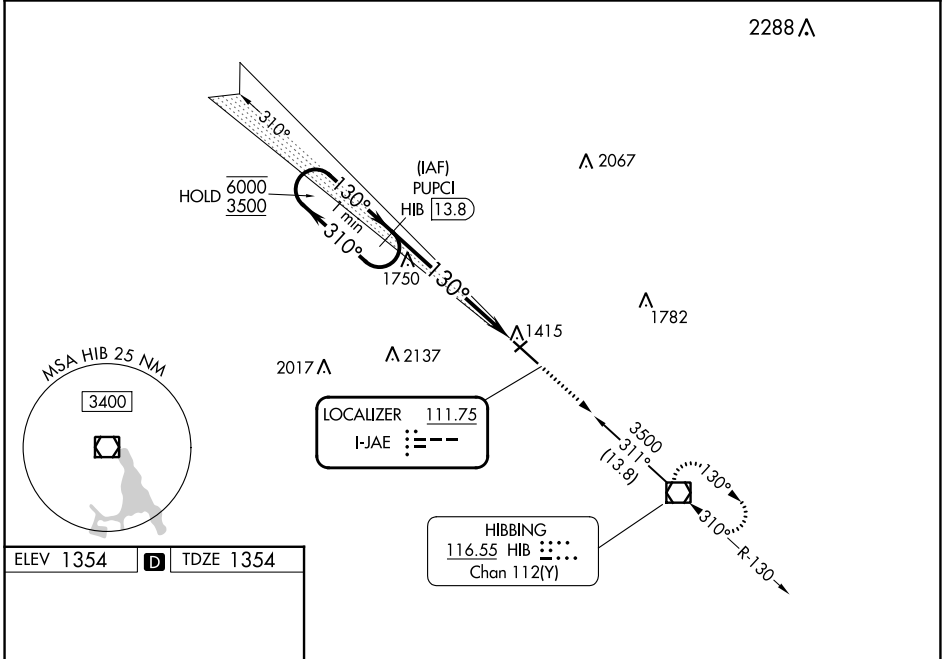 2288
310°
(IAF)
PUPCI
HIB 13.8
2067
HOLD 6000
3500
130°
1 min
310°
1750
130°
1782
1415
2017
2137
MSA HIB 25 NM
3400
LOCALIZER 111.75
I-JAE
3500
311°
(13.8)
130°
310°
R-130
HIBBING
116.55 HIB
Chan 112(Y)
ELEV 1354 D TDZE 1354